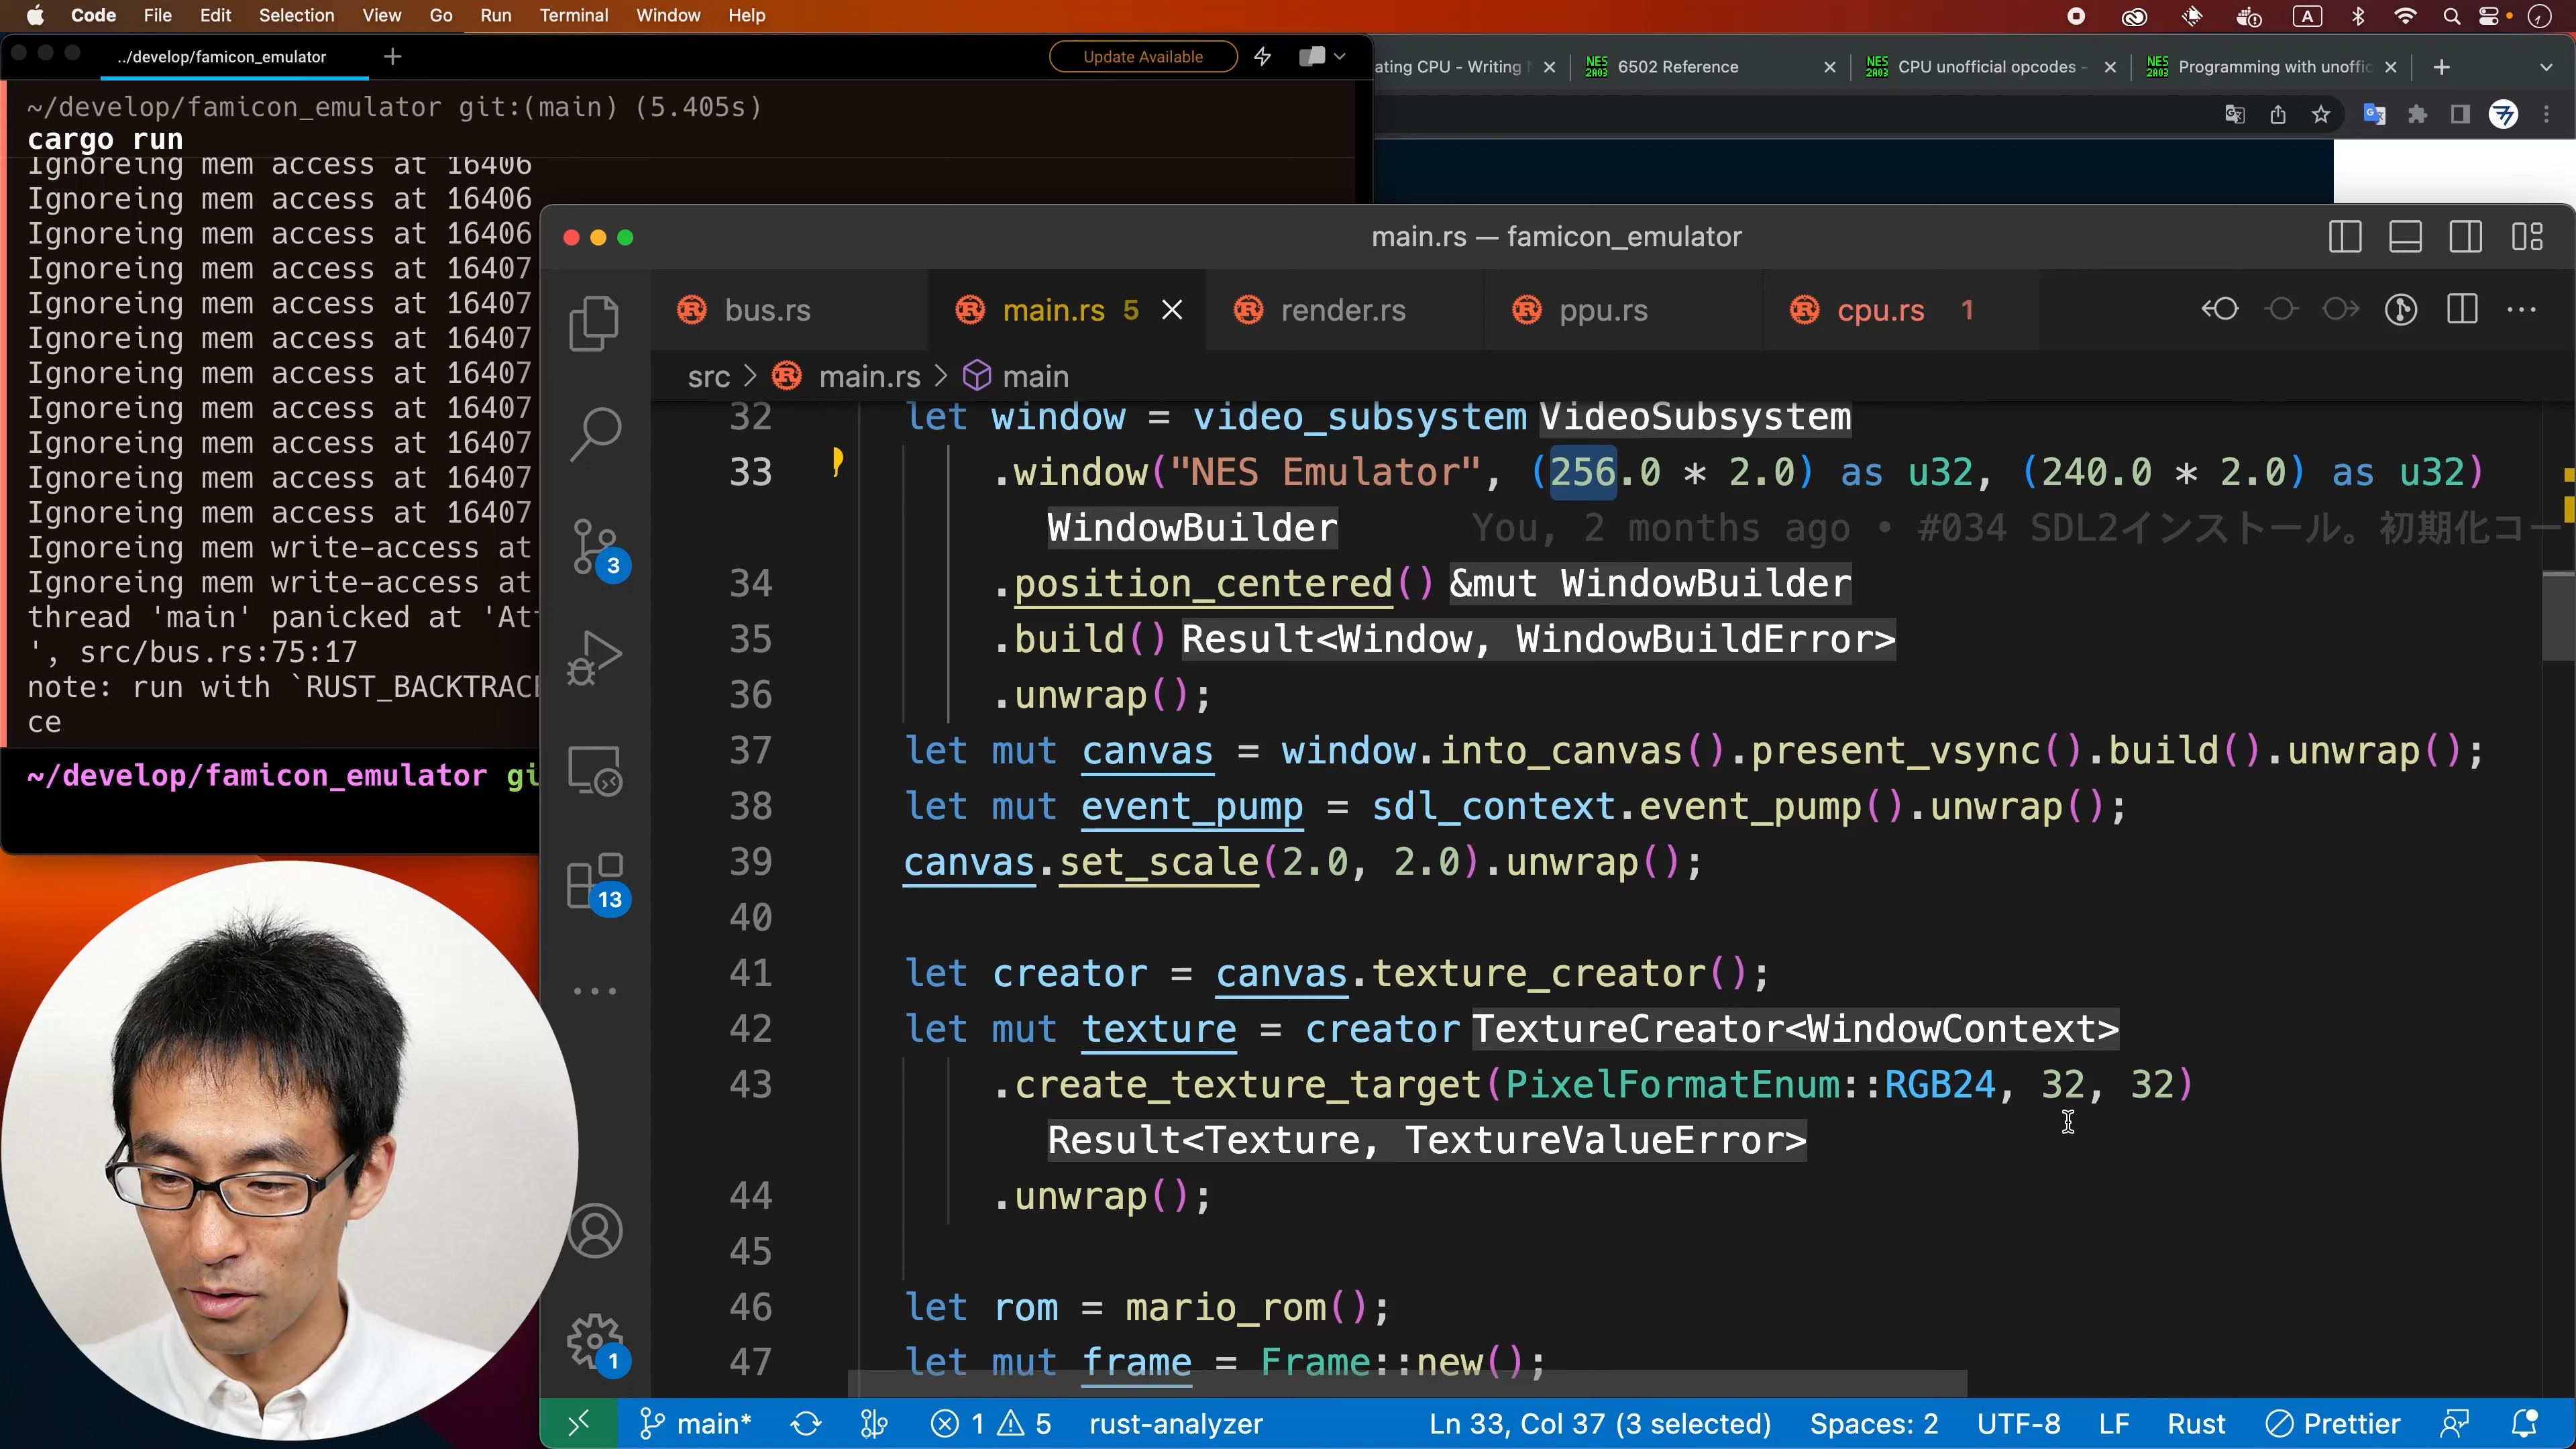 Code File Edit Selection View Go Run Terminal Window Help A
../develop/famicon_emulator + Update Available
ating CPU - Writing NES 2A03 6502 Reference NES 2A03 CPU unofficial opcodes - NES 2A03 Programming with unoffic
~/develop/famicon_emulator git:(main) (5.405s)
cargo run
Ignoreing mem access at 16406
Ignoreing mem access at 16406
Ignoreing mem access at 16406
Ignoreing mem access at 16407
Ignoreing mem access at 16407
Ignoreing mem access at 16407
Ignoreing mem access at 16407
Ignoreing mem access at 16407
Ignoreing mem access at 16407
Ignoreing mem access at 16407
Ignoreing mem access at 16407
Ignoreing mem write-access at
Ignoreing mem write-access at
thread 'main' panicked at 'Att
', src/bus.rs:75:17
note: run with `RUST_BACKTRACE
ce
~/develop/famicon_emulator gi
main.rs — famicon_emulator
bus.rs main.rs 5 render.rs ppu.rs cpu.rs 1
src > main.rs > main
32 let window = video_subsystem VideoSubsystem
33 .window("NES Emulator", (256.0 * 2.0) as u32, (240.0 * 2.0) as u32)
WindowBuilder You, 2 months ago • #034 SDL2インストール。初期化コー
34 .position_centered() &mut WindowBuilder
35 .build() Result<Window, WindowBuildError>
36 .unwrap();
37 let mut canvas = window.into_canvas().present_vsync().build().unwrap();
38 let mut event_pump = sdl_context.event_pump().unwrap();
39 canvas.set_scale(2.0, 2.0).unwrap();
40
41 let creator = canvas.texture_creator();
42 let mut texture = creator TextureCreator<WindowContext>
43 .create_texture_target(PixelFormatEnum::RGB24, 32, 32)
Result<Texture, TextureValueError>
44 .unwrap();
45
46 let rom = mario_rom();
47 let mut frame = Frame::new();
3
13
1
main* 1 5 rust-analyzer Ln 33, Col 37 (3 selected) Spaces: 2 UTF-8 LF Rust Prettier